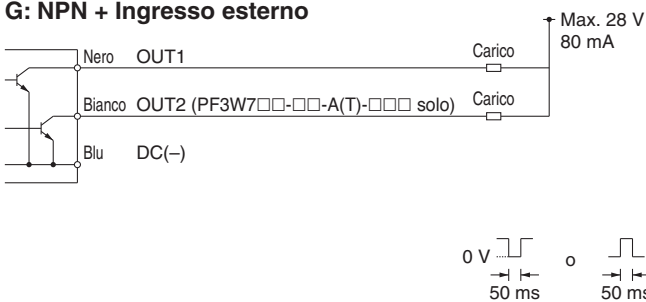 G: NPN + Ingresso esterno
Max. 28 V
80 mA
Nero OUT1 Carico
Bianco OUT2 (PF3W7□□-□□-A(T)-□□□ solo) Carico
Blu DC(–)
0 V o
50 ms 50 ms